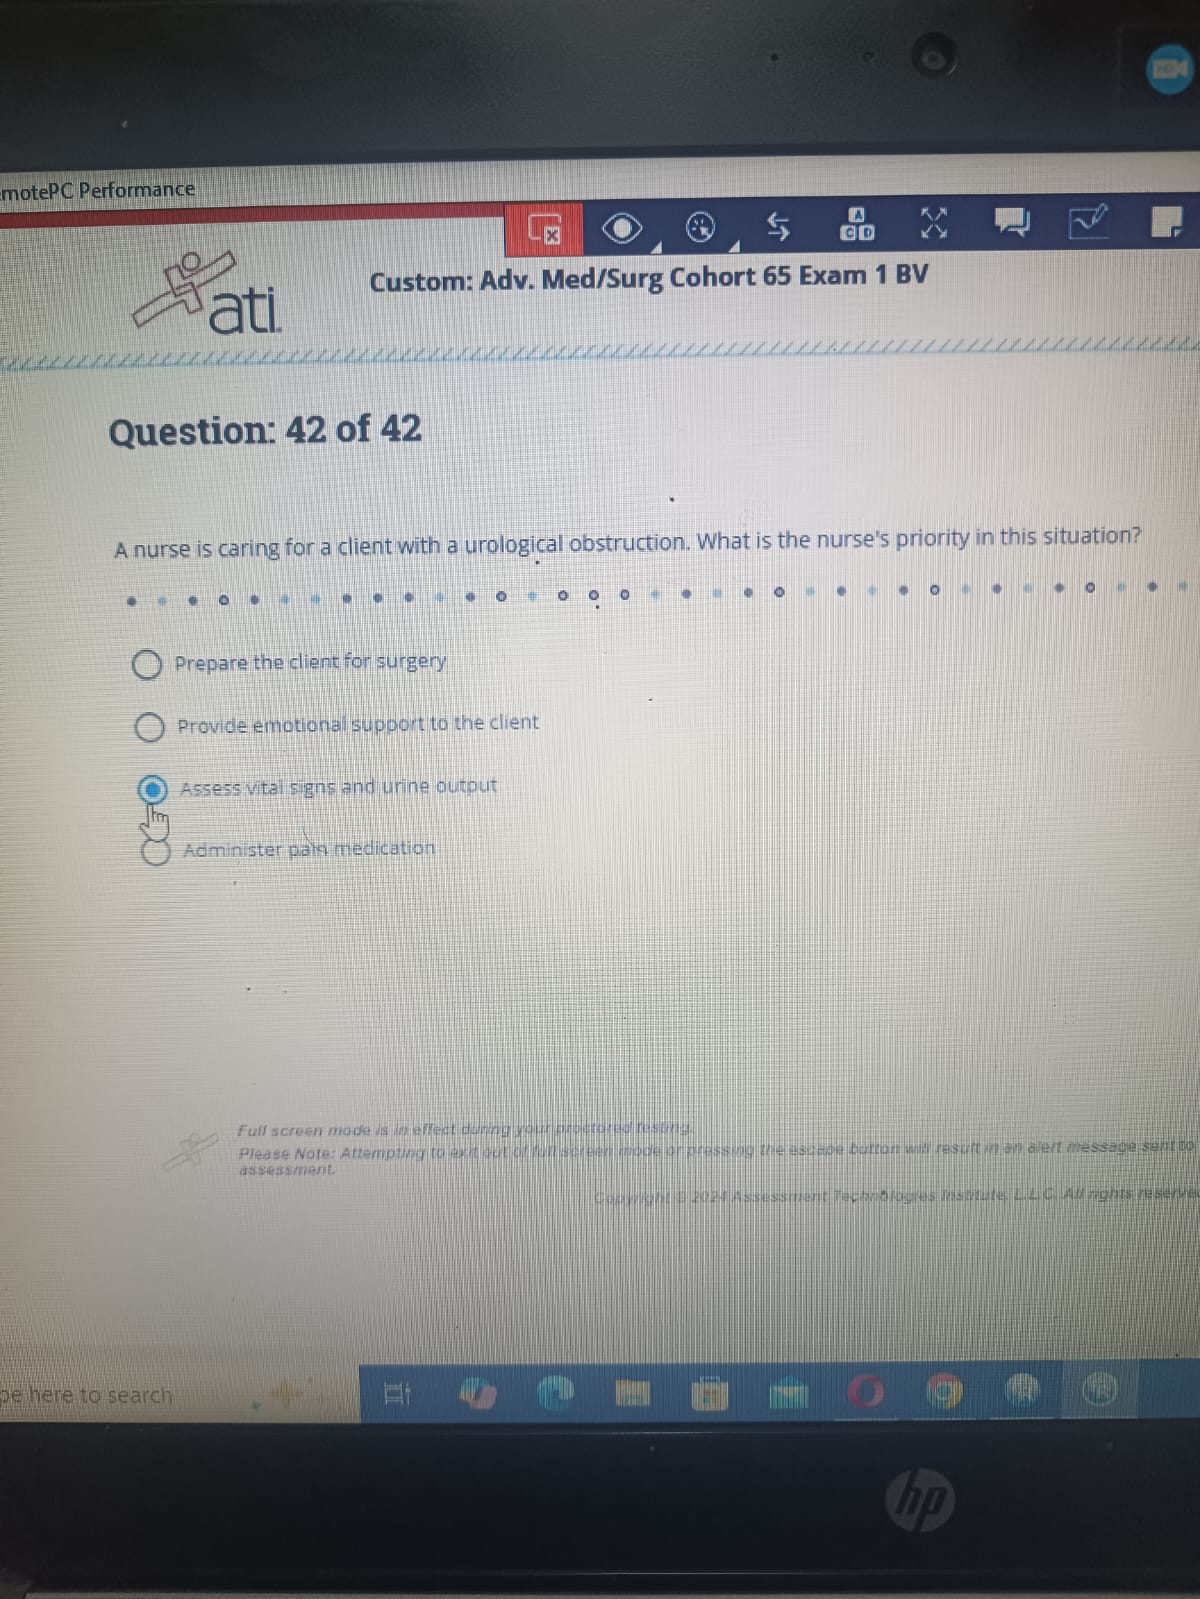 motePC Performance
A
C D
ati
Custom: Adv. Med/Surg Cohort 65 Exam 1 BV
Question: 42 of 42
A nurse is caring for a client with a urological obstruction. What is the nurse's priority in this situation?
Prepare the client for surgery
Provide emotional support to the client
Assess vital signs and urine output
Administer pain medication
Full screen mode is in effect during your proctored testing.
Please Note: Attempting to exit out of full screen mode or pressing the escape button will result in an alert message sent to
assessment.
Copyright © 2024 Assessment Technologies Institute, L.L.C. All rights reserve
pe here to search
hp